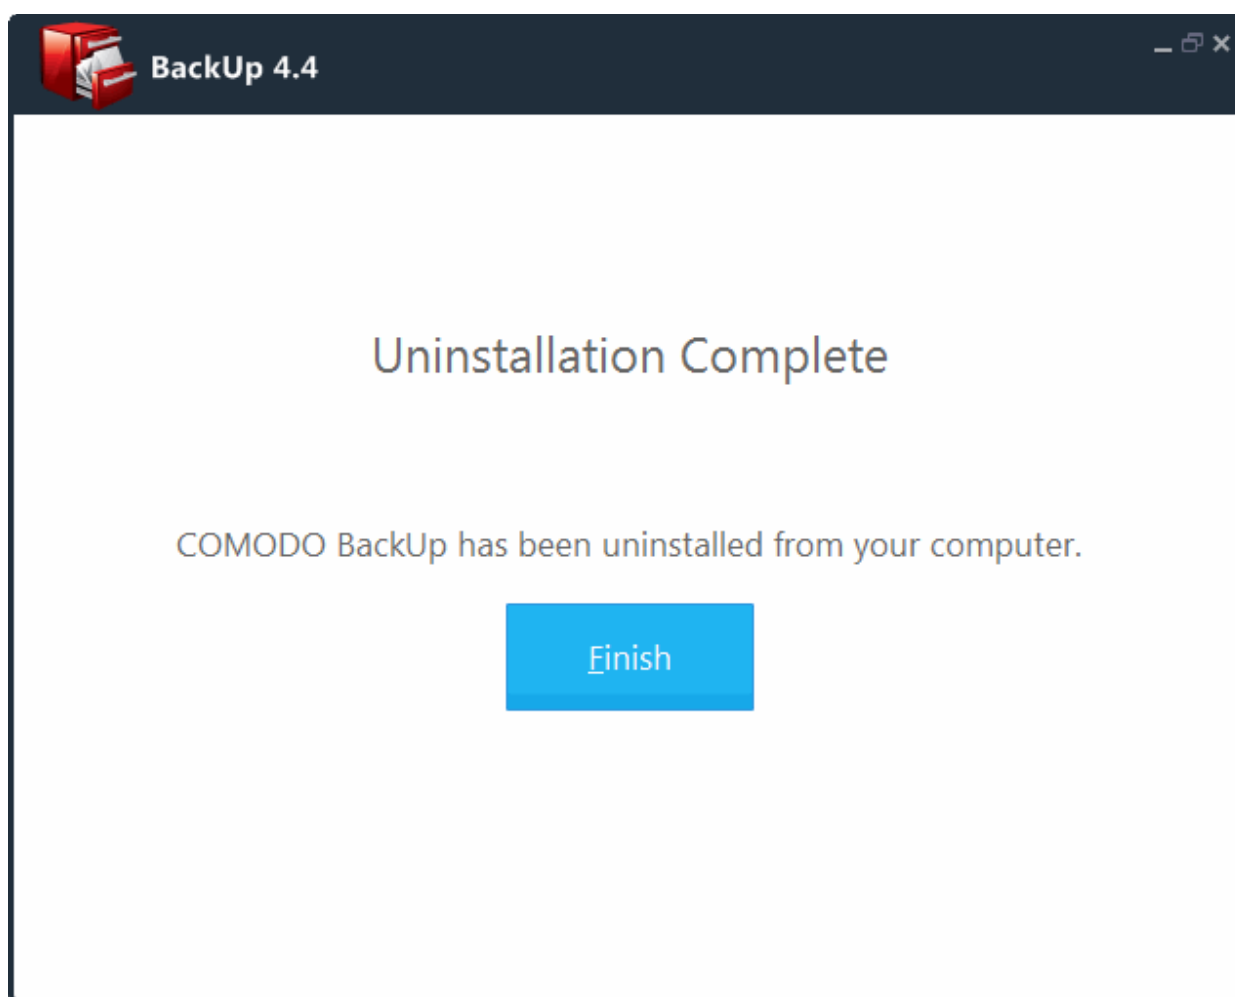 BackUp 4.4
Uninstallation Complete
COMODO BackUp has been uninstalled from your computer.
Finish